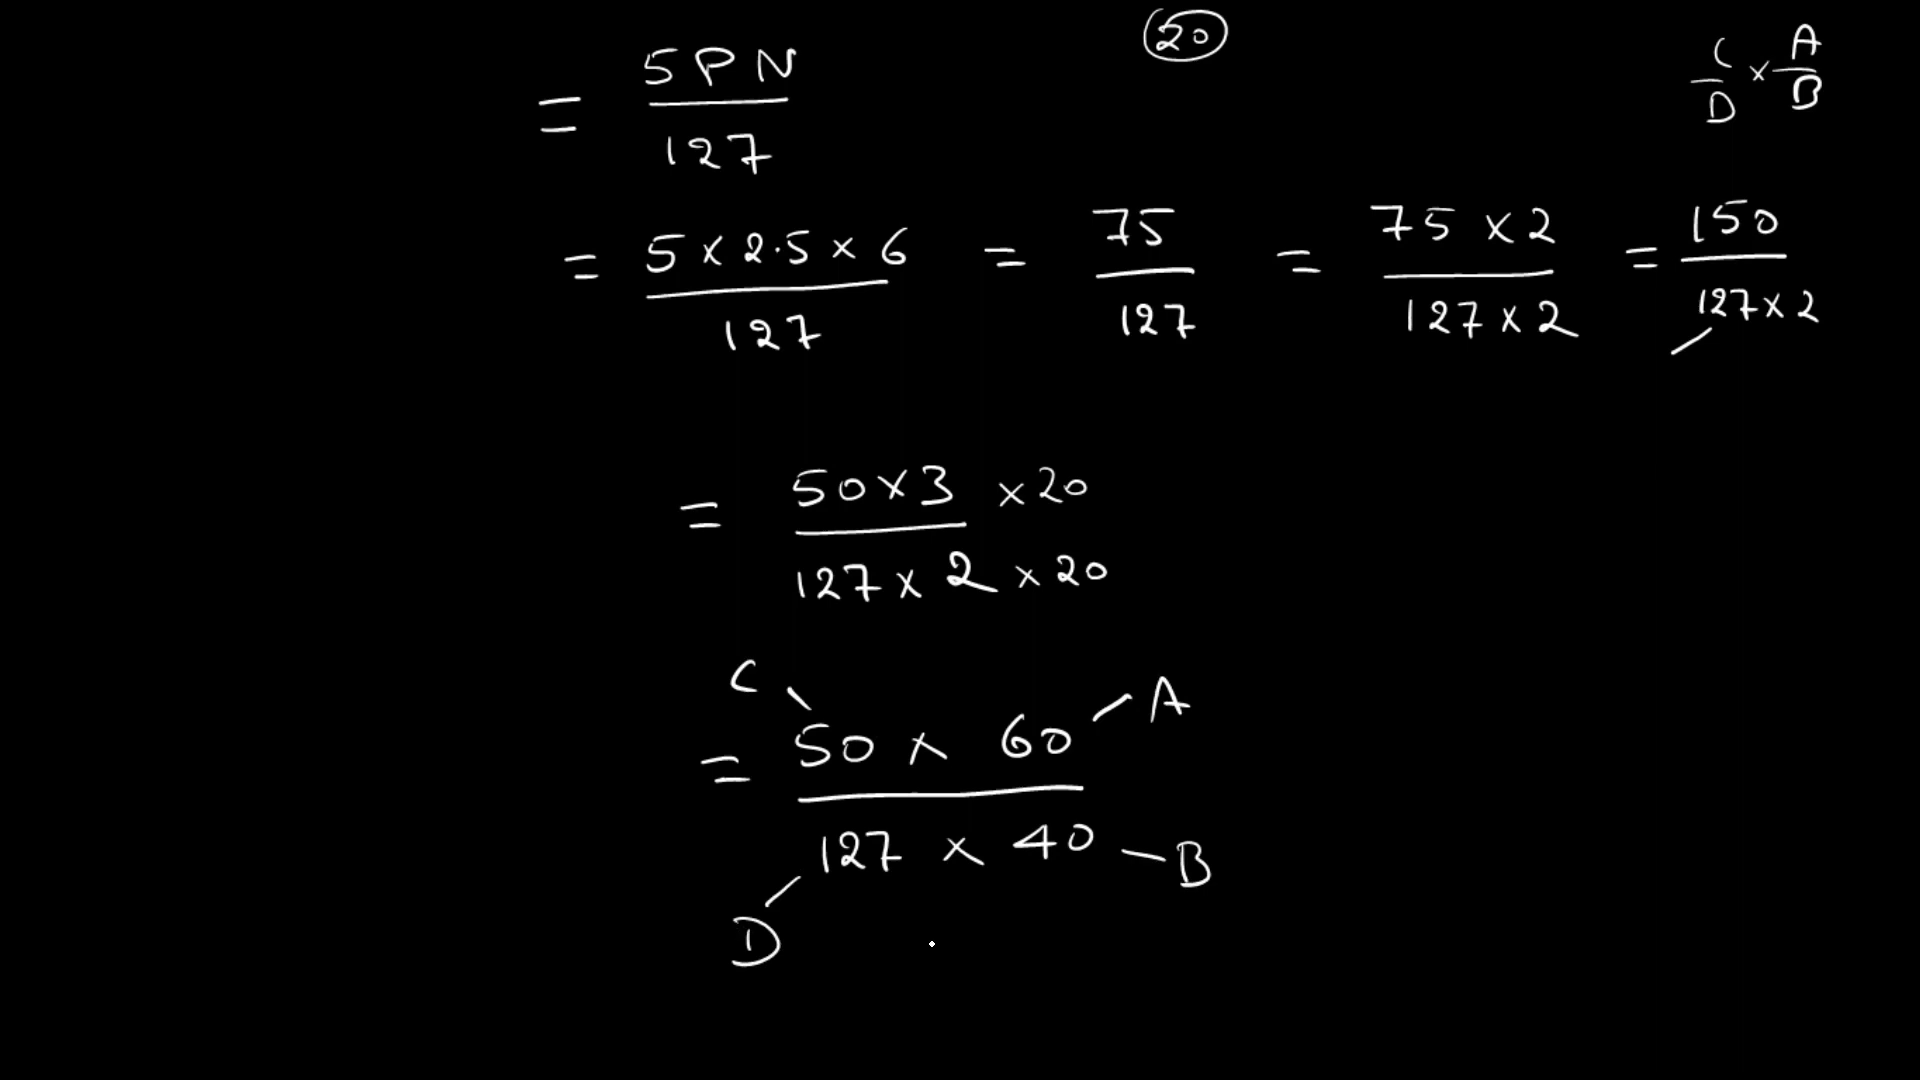 20
C/D × A/B
= 5PN/127
= 5 × 2.5 × 6/127 = 75/127 = 75 × 2/127 × 2 = 150/127 × 2
= 50 × 3 × 20/127 × 2 × 20
C A
= 50 × 60/127 × 40
D B